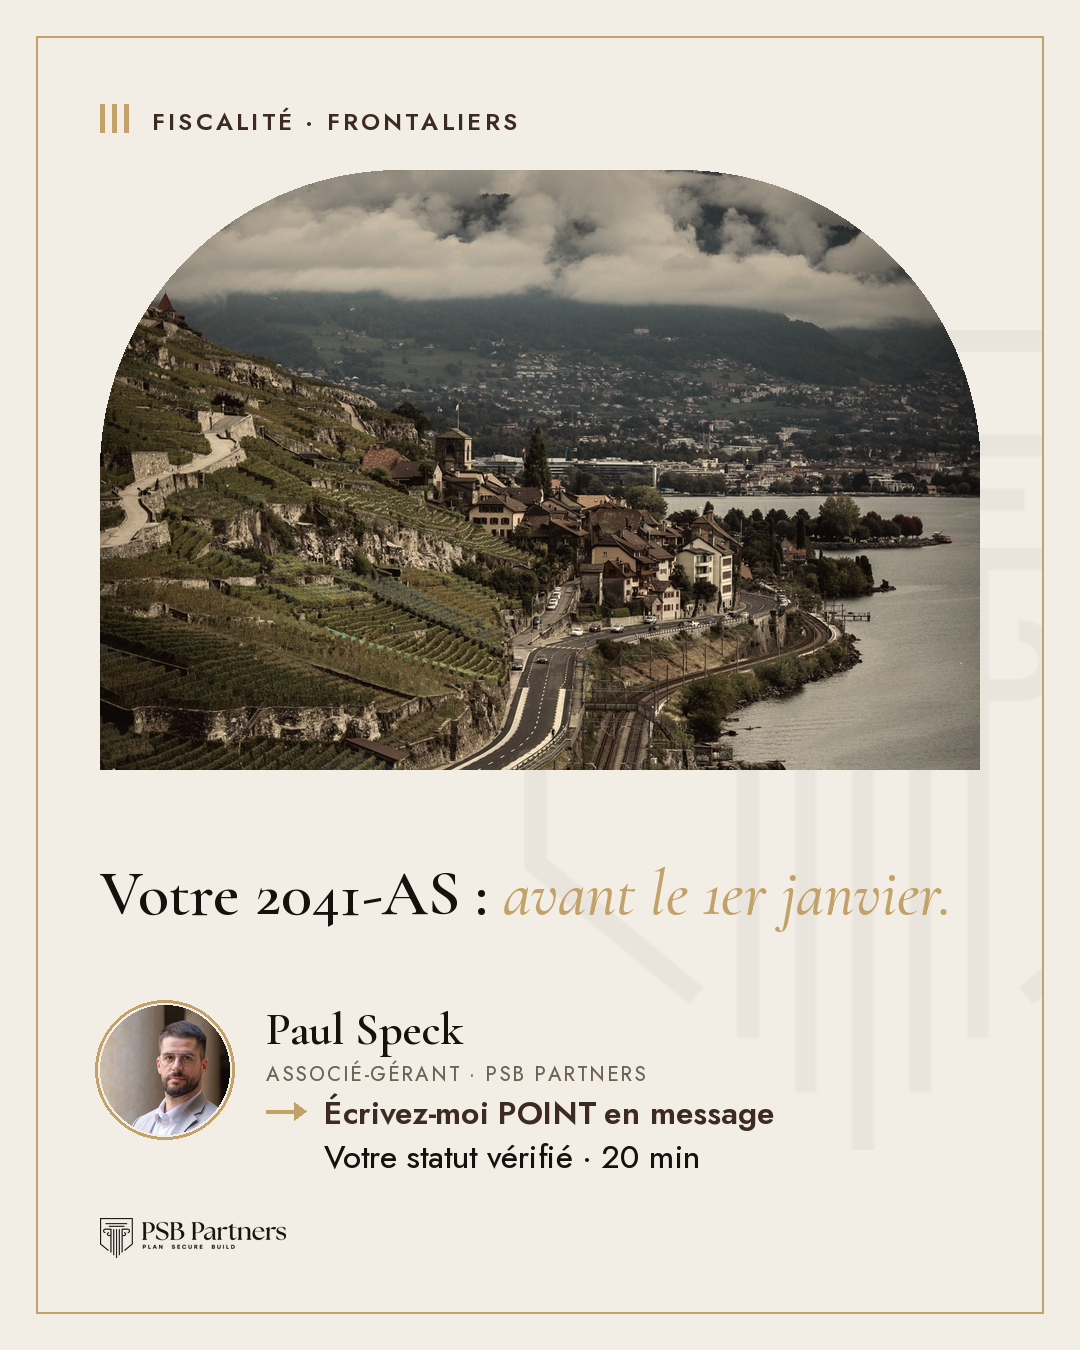 FISCALITÉ · FRONTALIERS
Votre 2041-AS : avant le 1er janvier.
Paul Speck
ASSOCIÉ-GÉRANT · PSB PARTNERS
Écrivez-moi POINT en message
Votre statut vérifié · 20 min
PSB Partners
PLAN SECURE BUILD